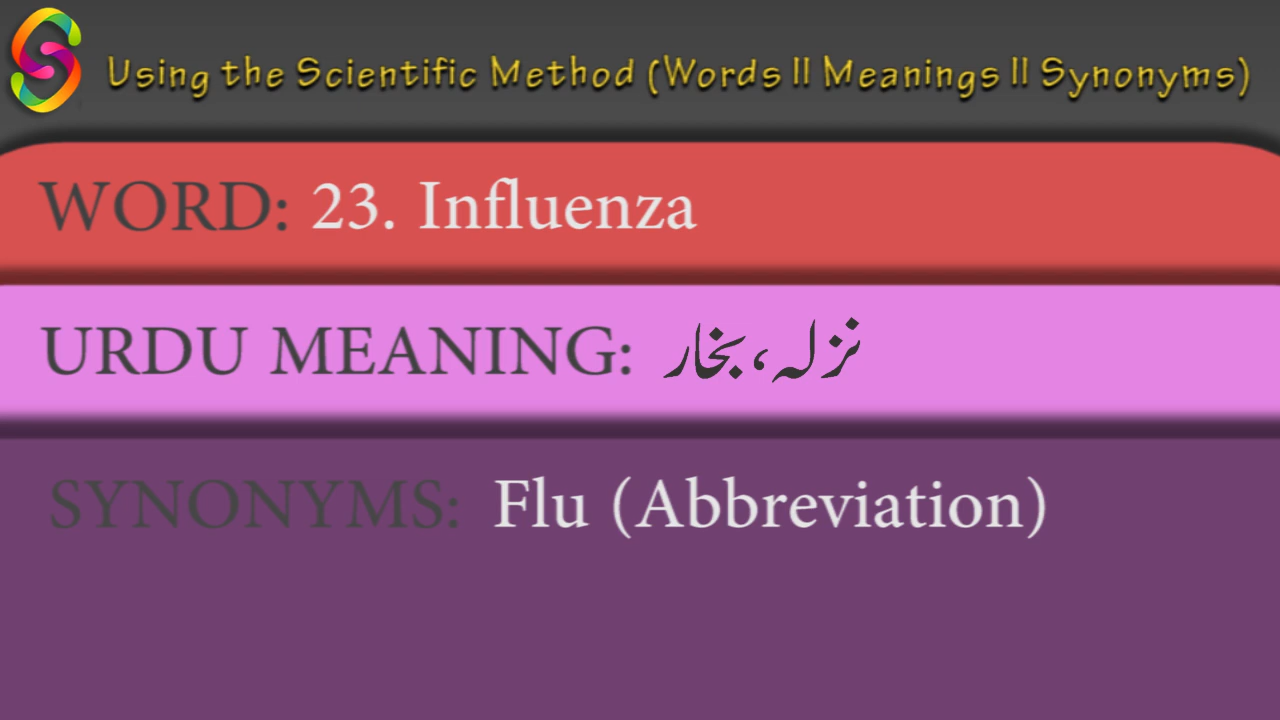 Using the Scientific Method (Words || Meanings || Synonyms)
WORD: 23. Influenza
URDU MEANING: نزلہ، بخار
SYNONYMS: Flu (Abbreviation)